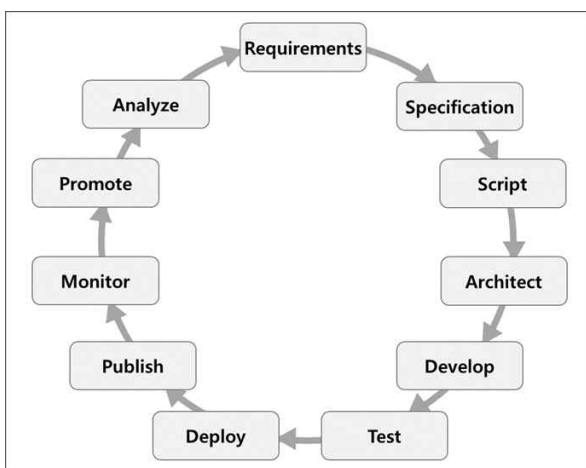 Requirements
Specification
Script
Architect
Develop
Test
Deploy
Publish
Monitor
Promote
Analyze